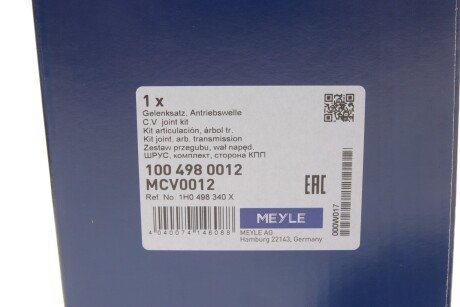 1 x
Gelenksatz, Antriebswelle
C.V. joint kit
Kit articulación, árbol tr.
Kit joint. arb. transmission
Zestaw przegubu, wał napęd.
ШРУС, комплект, сторона КПП
100 498 0012
MCV0012
Ref. No. 1H0 498 340 X
EAC
4 040074 146088
MEYLE
MEYLE AG
Hamburg 22143, Germany
000W017